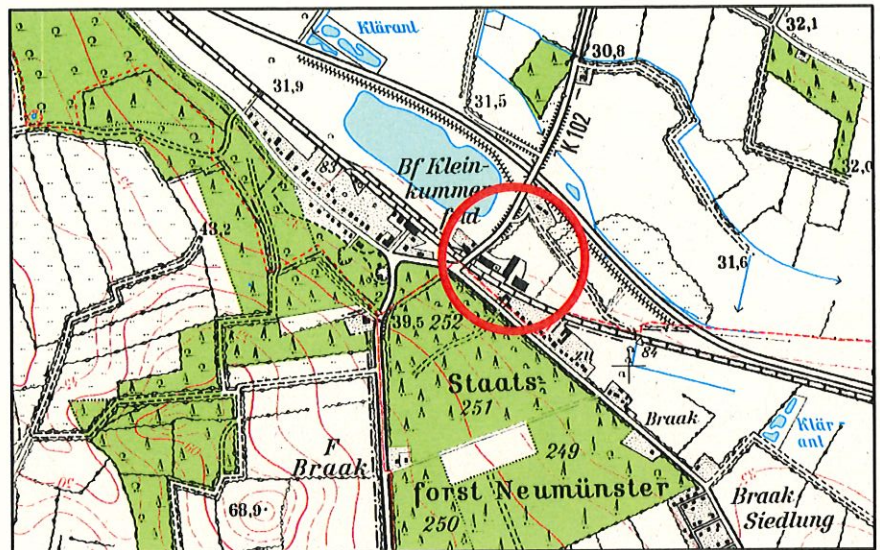 Kläranl
32,1
30,8
31,9
31,5
K 102
83
Bf Klein-
kummer
feld
32,0
43,2
31,6
39,5
252
84
zu
Staats-
251
Braak
Klär-
anl
F
Braak
249
forst Neumünster
68,9
250
Braak
Siedlung